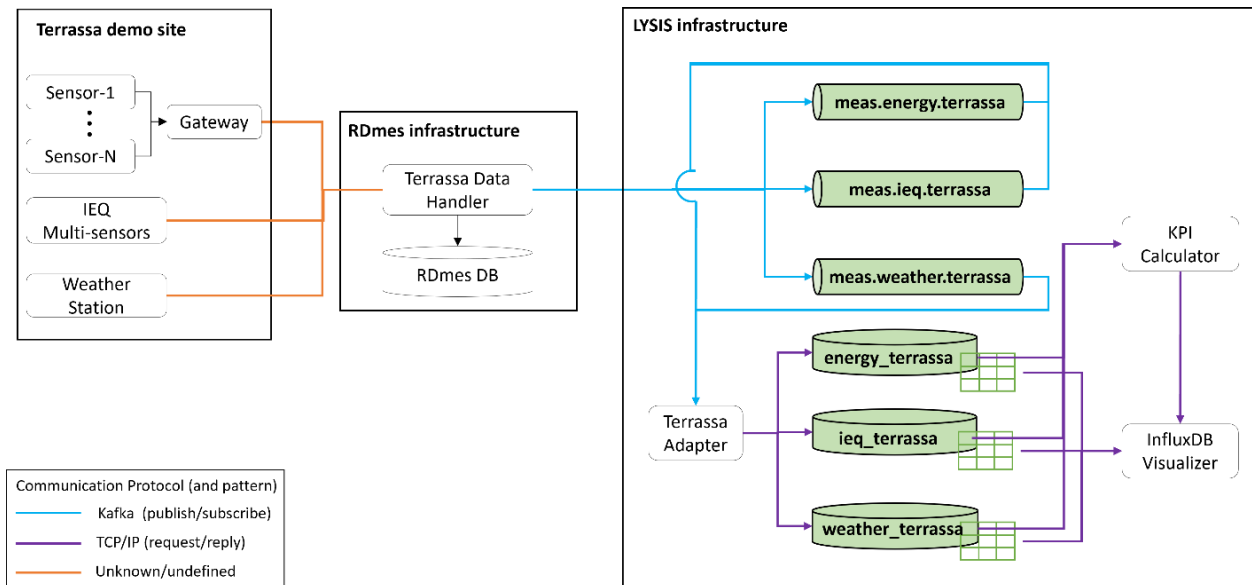 Terrassa demo site
Sensor-1
Sensor-N
Gateway
IEQ
Multi-sensors
Weather
Station
RDmes infrastructure
Terrassa Data
Handler
RDmes DB
LYSIS infrastructure
meas.energy.terrassa
meas.ieq.terrassa
meas.weather.terrassa
energy_terrassa
ieq_terrassa
weather_terrassa
Terrassa
Adapter
KPI
Calculator
InfluxDB
Visualizer
Communication Protocol (and pattern)
Kafka (publish/subscribe)
TCP/IP (request/reply)
Unknown/undefined